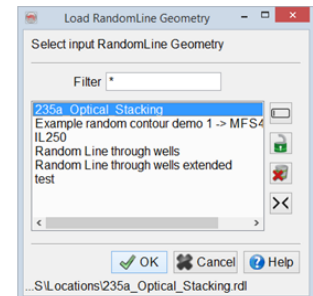 Load RandomLine Geometry
Select input RandomLine Geometry
Filter *
235a_Optical_Stacking
Example random contour demo 1 -> MFS4
IL250
Random Line through wells
Random Line through wells extended
test
OK Cancel Help
...S\Locations\235a_Optical_Stacking.rdl